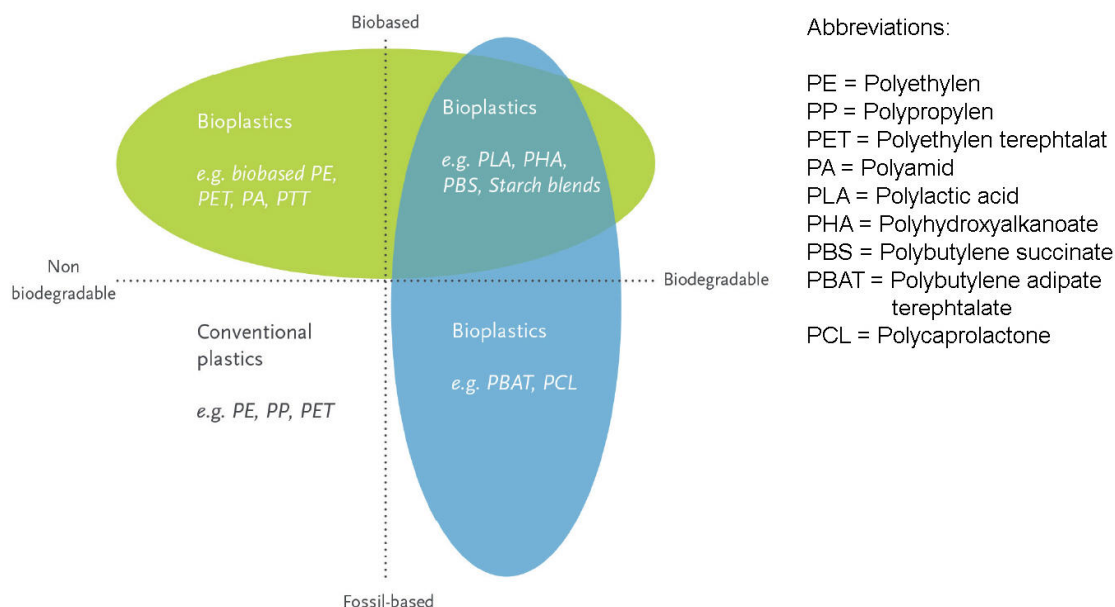 Biobased
Bioplastics
e.g. biobased PE,
PET, PA, PTT
Bioplastics
e.g. PLA, PHA,
PBS, Starch blends
Non
biodegradable
Biodegradable
Conventional
plastics
e.g. PE, PP, PET
Bioplastics
e.g. PBAT, PCL
Fossil-based
Abbreviations:
PE = Polyethylen
PP = Polypropylen
PET = Polyethylen terephtalat
PA = Polyamid
PLA = Polylactic acid
PHA = Polyhydroxyalkanoate
PBS = Polybutylene succinate
PBAT = Polybutylene adipate
terephtalate
PCL = Polycaprolactone